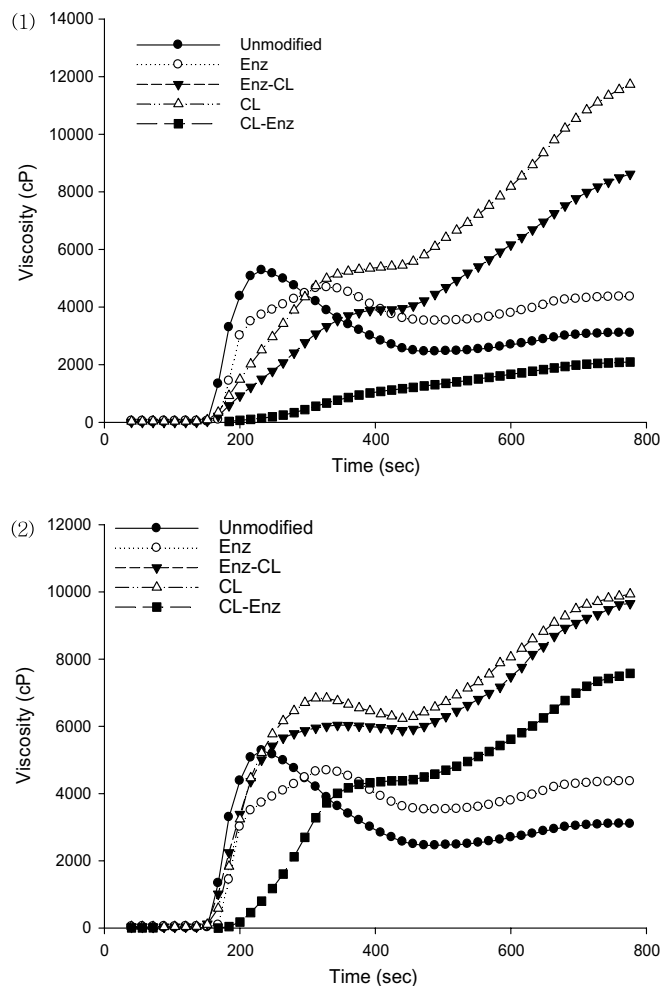 (1)
14000
12000
10000
8000
6000
4000
2000
0
Viscosity (cP)
Unmodified
Enz
Enz-CL
CL
CL-Enz
0 200 400 600 800
Time (sec)
(2)
12000
10000
8000
6000
4000
2000
0
Viscosity (cP)
Unmodified
Enz
Enz-CL
CL
CL-Enz
0 200 400 600 800
Time (sec)